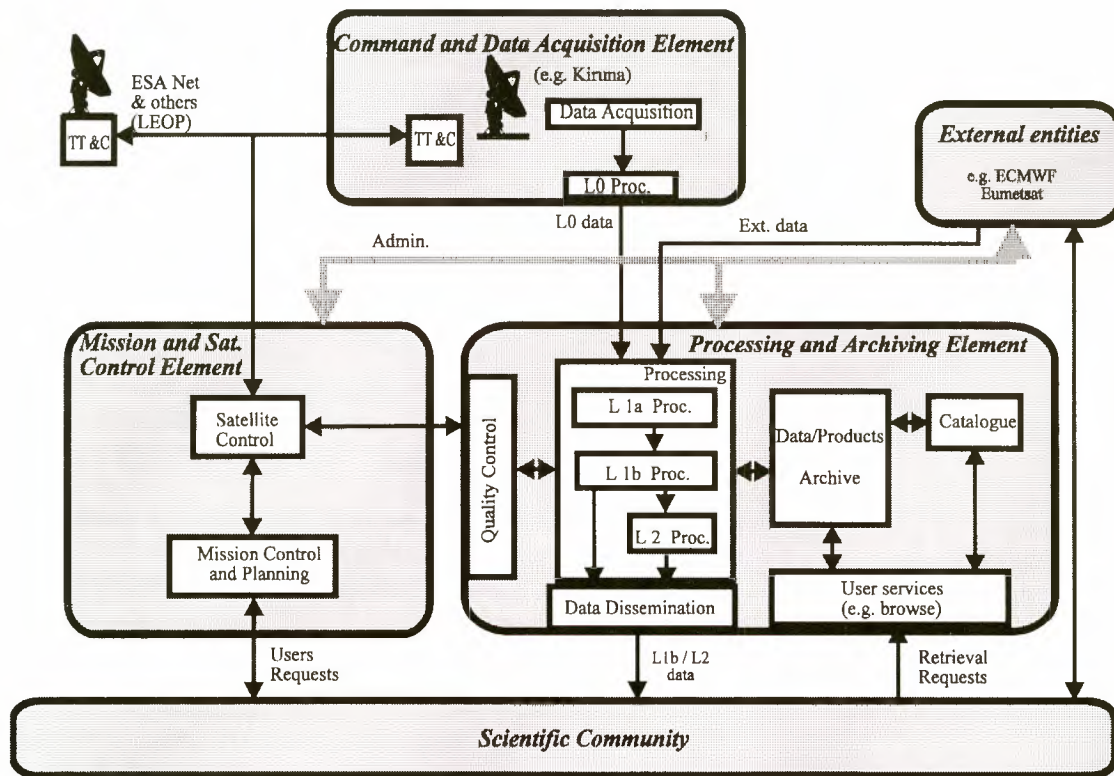 Command and Data Acquisition Element
(e.g. Kiruna)
ESA Net
& others
(LEOP)
TT &C
TT &C
Data Acquisition
L0 Proc.
External entities
e.g. ECMWF
Eumetsat
L0 data
Ext. data
Admin.
Mission and Sat.
Control Element
Satellite
Control
Mission Control
and Planning
Processing and Archiving Element
Quality Control
Processing
L 1a Proc.
L 1b Proc.
L 2 Proc.
Data Dissemination
Data/Products
Archive
Catalogue
User services
(e.g. browse)
Users
Requests
L1b / L2
data
Retrieval
Requests
Scientific Community